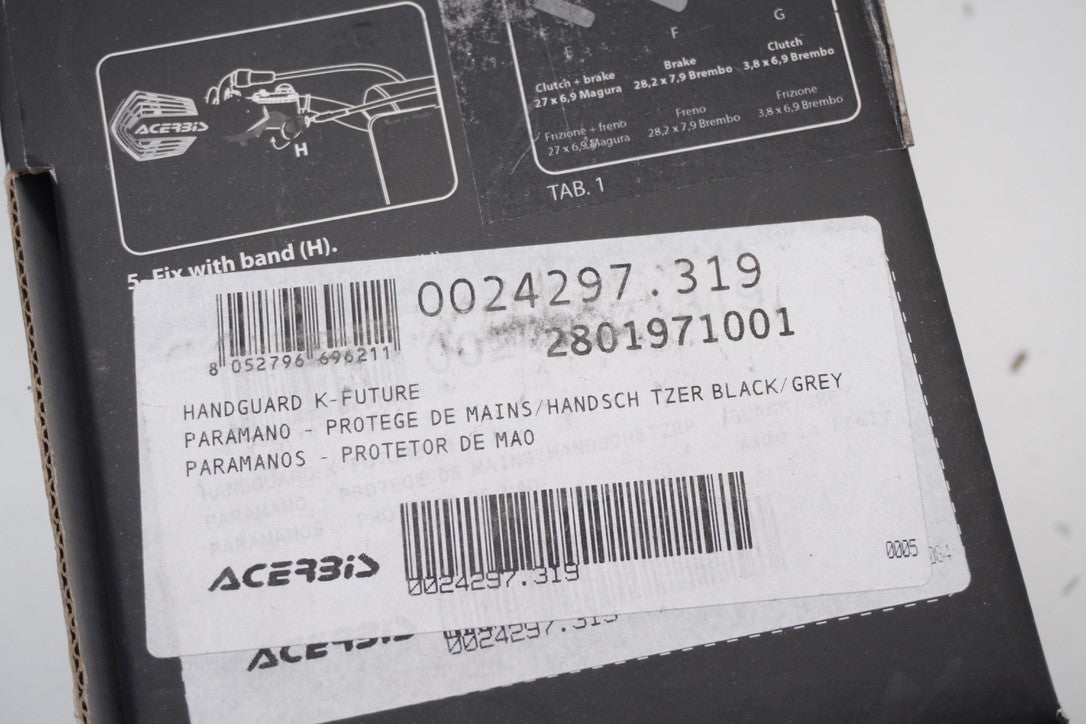 ACERBIS
H
5. Fix with band (H).
E
Clutch + brake
27 x 6,9 Magura
Frizione + freno
27 x 6,9 Magura
F
Brake
28,2 x 7,9 Brembo
Freno
28,2 x 7,9 Brembo
G
Clutch
3,8 x 6,9 Brembo
Frizione
3,8 x 6,9 Brembo
TAB. 1
8 052796 696211
0024297.319
2801971001
HANDGUARD K-FUTURE
PARAMANO - PROTEGE DE MAINS/HANDSCH TZER BLACK/GREY
PARAMANOS - PROTETOR DE MAO
ACERBIS
0024297.319
0005
064
ACERBIS
0024297.319